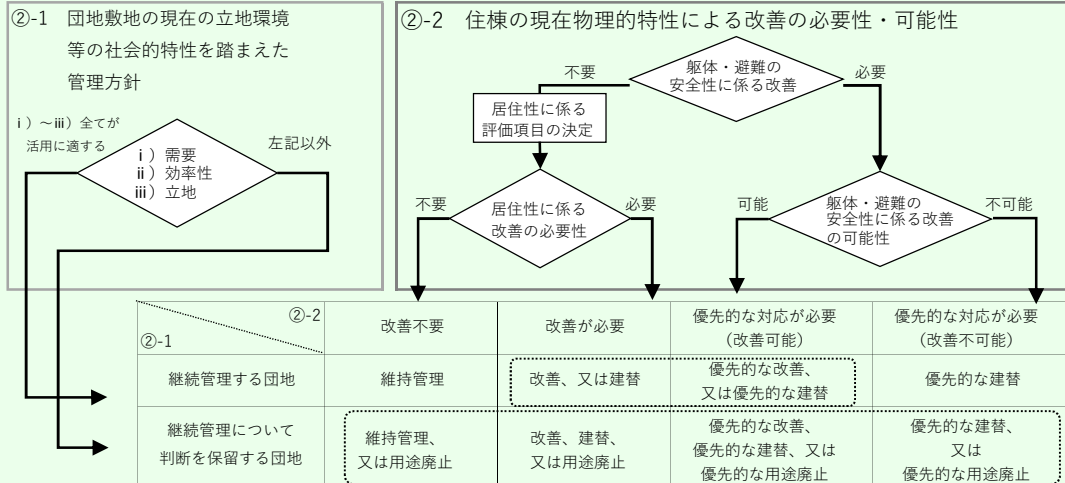 ②-1 団地敷地の現在の立地環境
等の社会的特性を踏まえた
管理方針
ⅰ）～ⅲ）全てが
活用に適する
ⅰ）需要
ⅱ）効率性
ⅲ）立地
左記以外
②-2 住棟の現在物理的特性による改善の必要性・可能性
躯体・避難の
安全性に係る改善
不要
必要
居住性に係る
評価項目の決定
居住性に係る
改善の必要性
不要
必要
躯体・避難の
安全性に係る改善
の可能性
可能
不可能
②-2
②-1
改善不要
改善が必要
優先的な対応が必要
（改善可能）
優先的な対応が必要
（改善不可能）
継続管理する団地
維持管理
改善、又は建替
優先的な改善、
又は優先的な建替
優先的な建替
継続管理について
判断を保留する団地
維持管理、
又は用途廃止
改善、建替、
又は用途廃止
優先的な改善、
優先的な建替、又は
優先的な用途廃止
優先的な建替、
又は
優先的な用途廃止